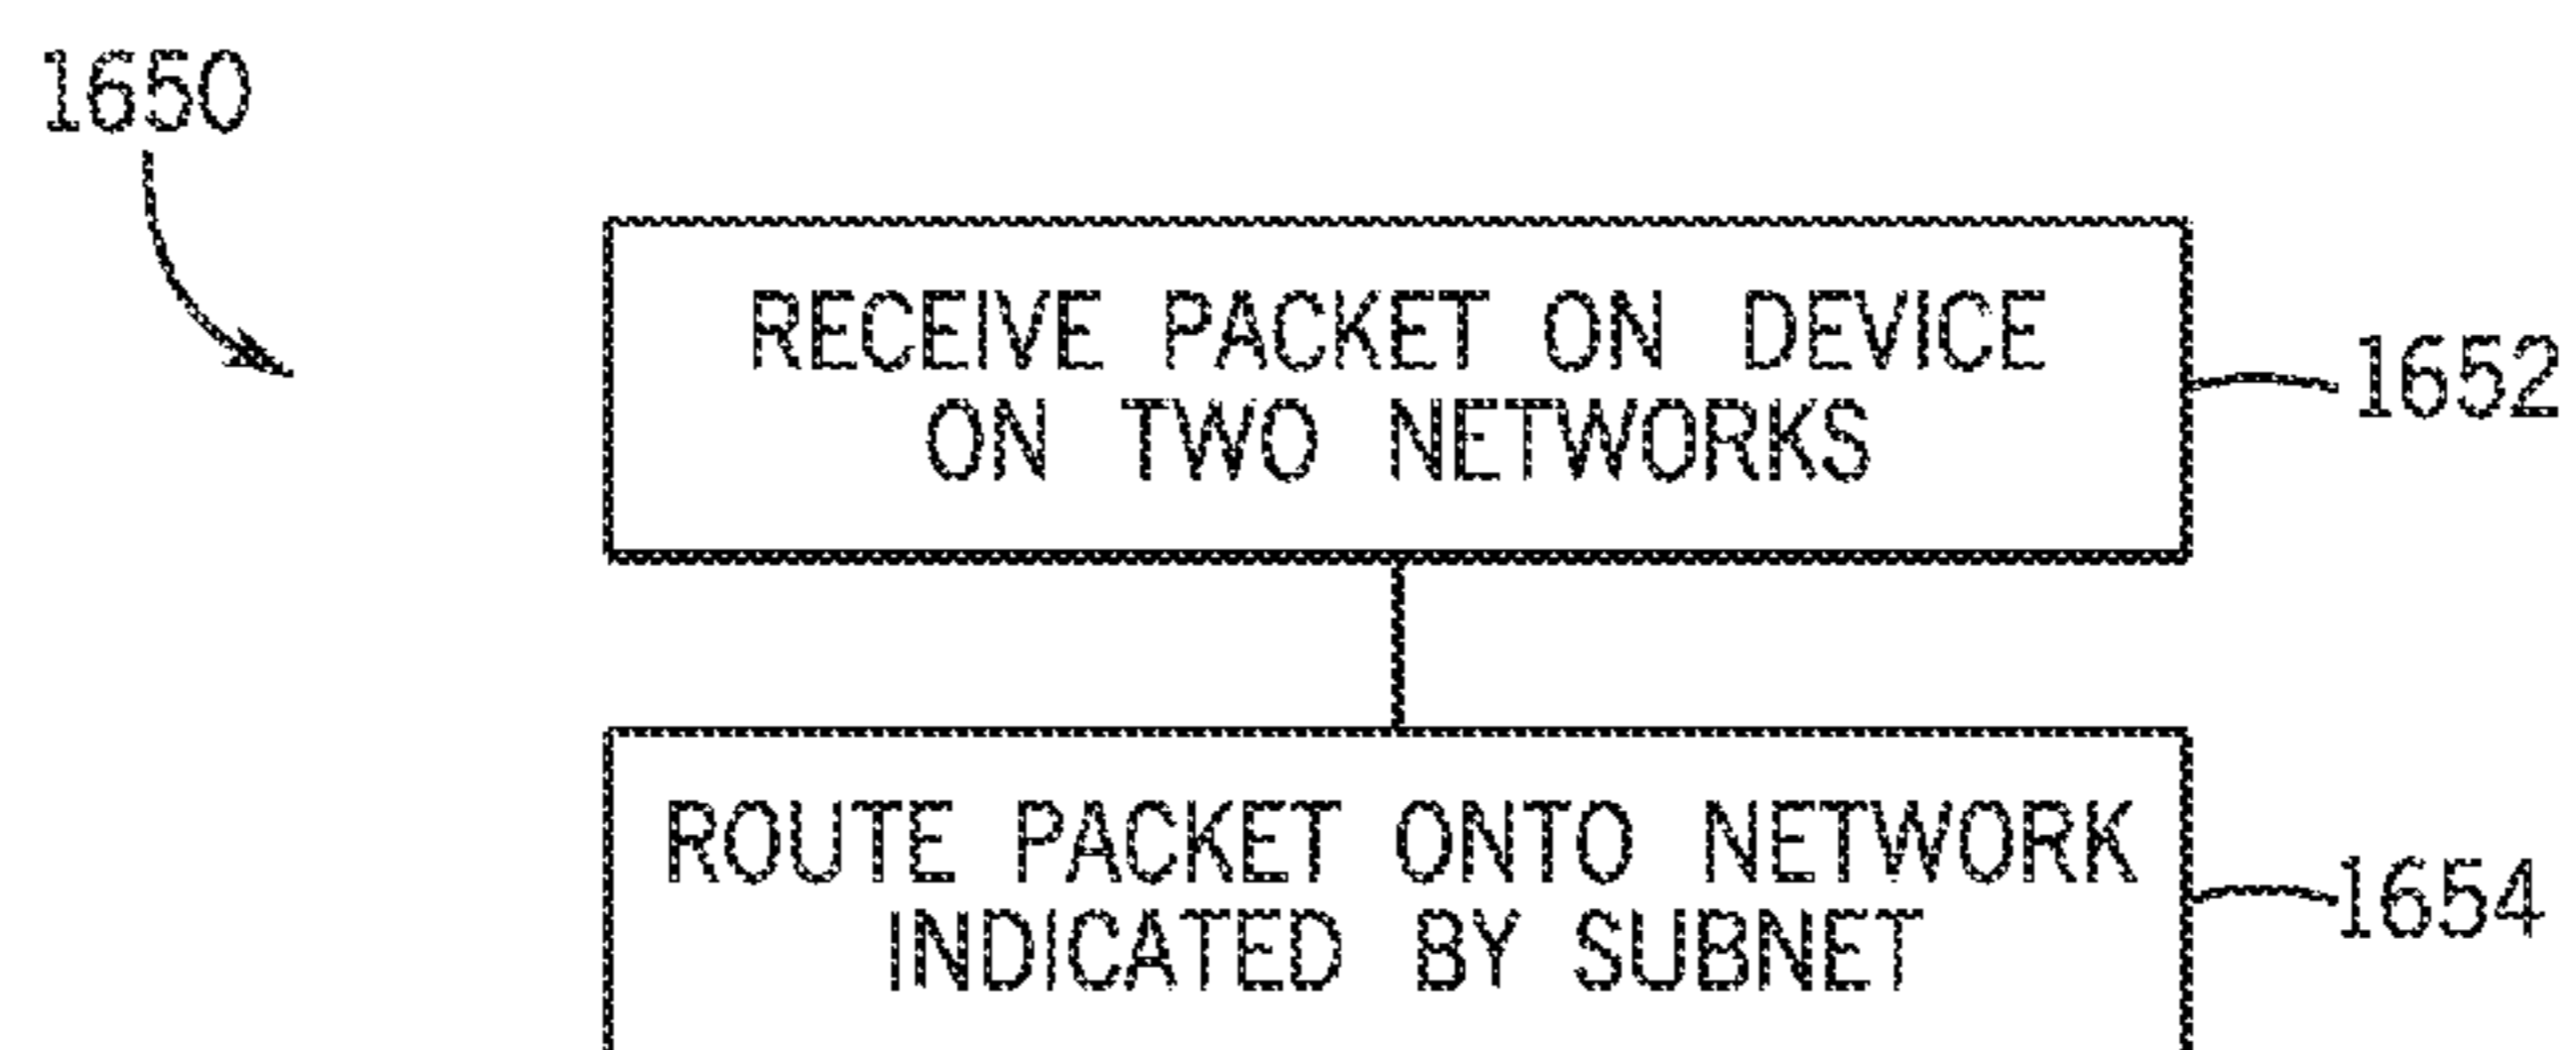 1650
RECEIVE PACKET ON DEVICE
ON TWO NETWORKS
1652
ROUTE PACKET ONTO NETWORK
INDICATED BY SUBNET
1654